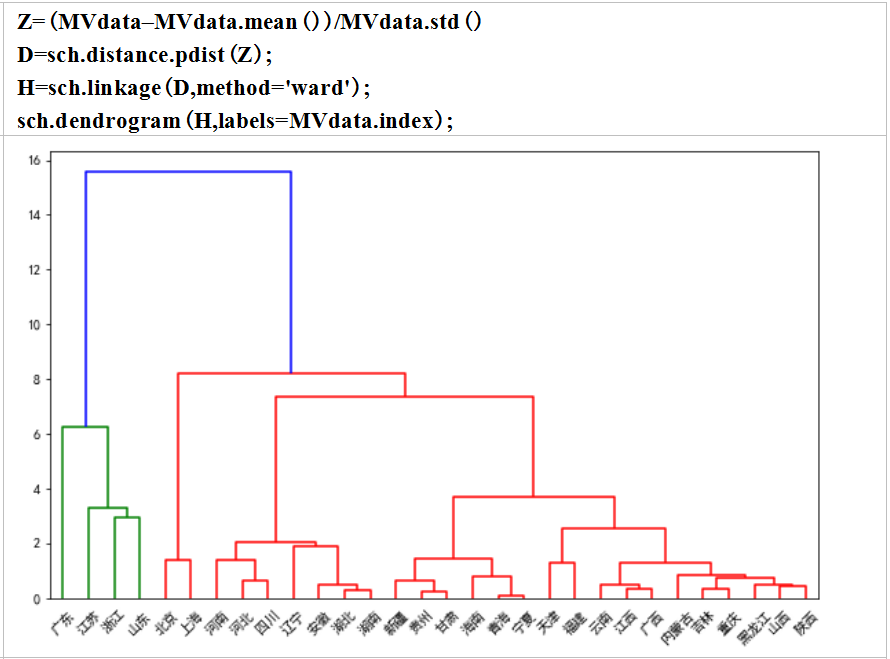 Z=(MVdata–MVdata.mean())/MVdata.std()
D=sch.distance.pdist(Z);
H=sch.linkage(D,method='ward');
sch.dendrogram(H,labels=MVdata.index);
16
14
12
10
8
6
4
2
0
广东 江苏 浙江 山东 北京 上海 河南 河北 四川 辽宁 安徽 湖北 湖南 新疆 贵州 甘肃 海南 青海 宁夏 天津 福建 云南 江西 广西 内蒙古 吉林 重庆 黑龙江 山西 陕西